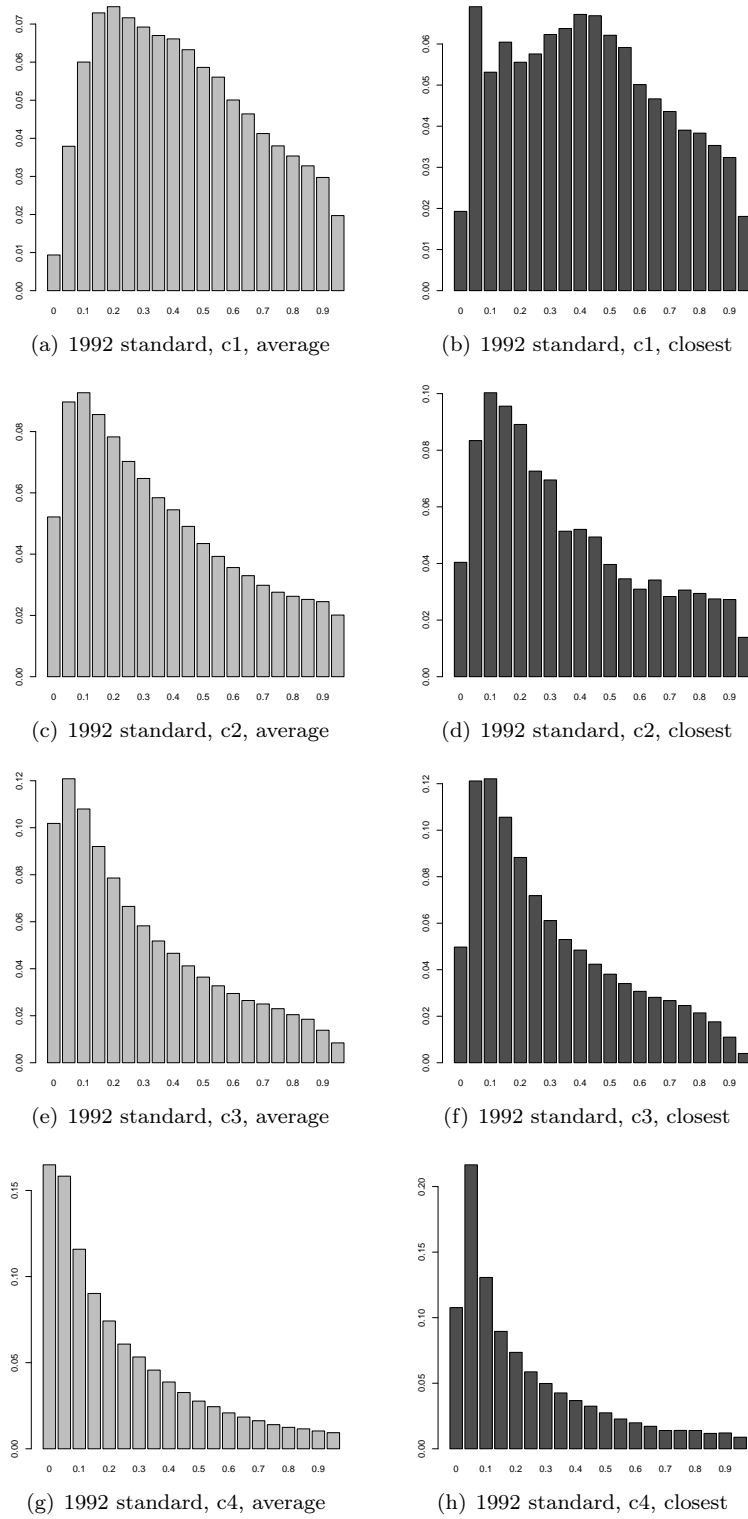 0.00 0.01 0.02 0.03 0.04 0.05 0.06 0.07
0 0.1 0.2 0.3 0.4 0.5 0.6 0.7 0.8 0.9
(a) 1992 standard, c1, average
0.00 0.01 0.02 0.03 0.04 0.05 0.06
0 0.1 0.2 0.3 0.4 0.5 0.6 0.7 0.8 0.9
(b) 1992 standard, c1, closest
0.00 0.02 0.04 0.06 0.08
0 0.1 0.2 0.3 0.4 0.5 0.6 0.7 0.8 0.9
(c) 1992 standard, c2, average
0.00 0.02 0.04 0.06 0.08 0.10
0 0.1 0.2 0.3 0.4 0.5 0.6 0.7 0.8 0.9
(d) 1992 standard, c2, closest
0.00 0.02 0.04 0.06 0.08 0.10 0.12
0 0.1 0.2 0.3 0.4 0.5 0.6 0.7 0.8 0.9
(e) 1992 standard, c3, average
0.00 0.02 0.04 0.06 0.08 0.10 0.12
0 0.1 0.2 0.3 0.4 0.5 0.6 0.7 0.8 0.9
(f) 1992 standard, c3, closest
0.00 0.05 0.10 0.15
0 0.1 0.2 0.3 0.4 0.5 0.6 0.7 0.8 0.9
(g) 1992 standard, c4, average
0.00 0.05 0.10 0.15 0.20
0 0.1 0.2 0.3 0.4 0.5 0.6 0.7 0.8 0.9
(h) 1992 standard, c4, closest